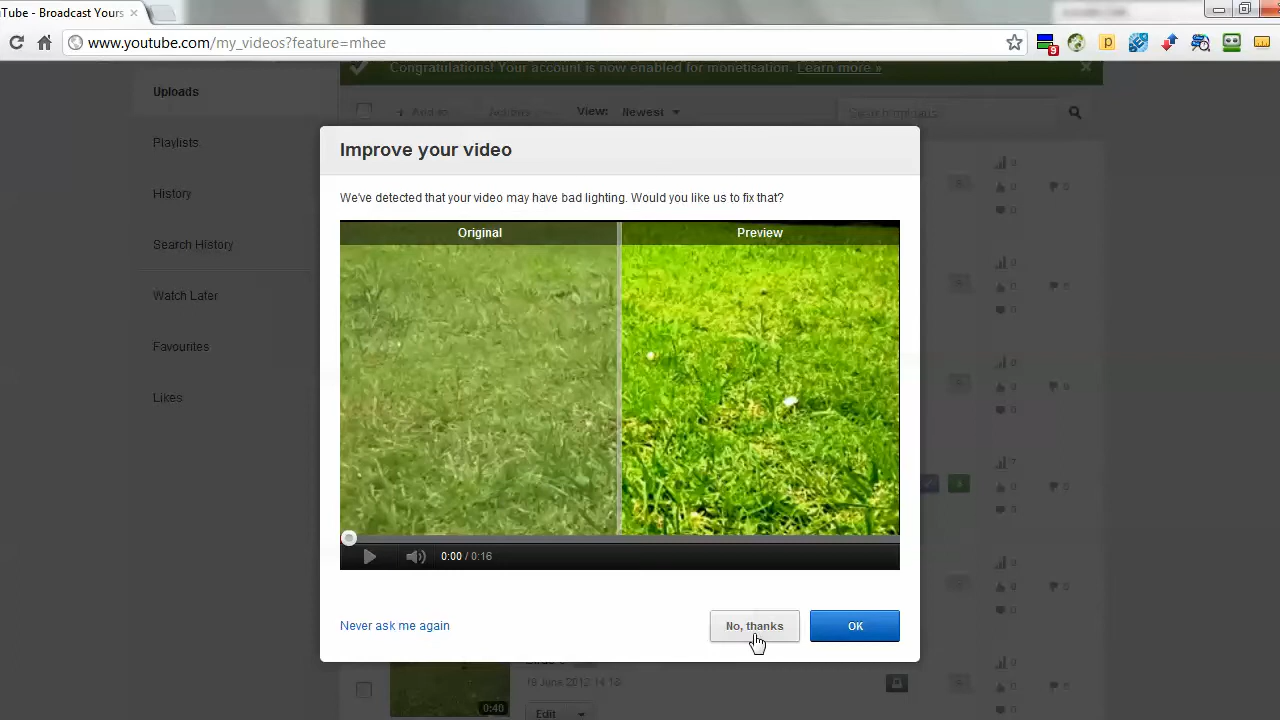 Tube - Broadcast Yours ×
www.youtube.com/my_videos?feature=mhee
9
Congratulations! Your account is now enabled for monetisation. Learn more »
Uploads
View: Newest
Playlists
History
Search History
Watch Later
Favourites
Likes
Improve your video
We've detected that your video may have bad lighting. Would you like us to fix that?
Original
Preview
0:00 / 0:16
Never ask me again
No, thanks
OK
19 June 2012 14:18
0:40
Edit